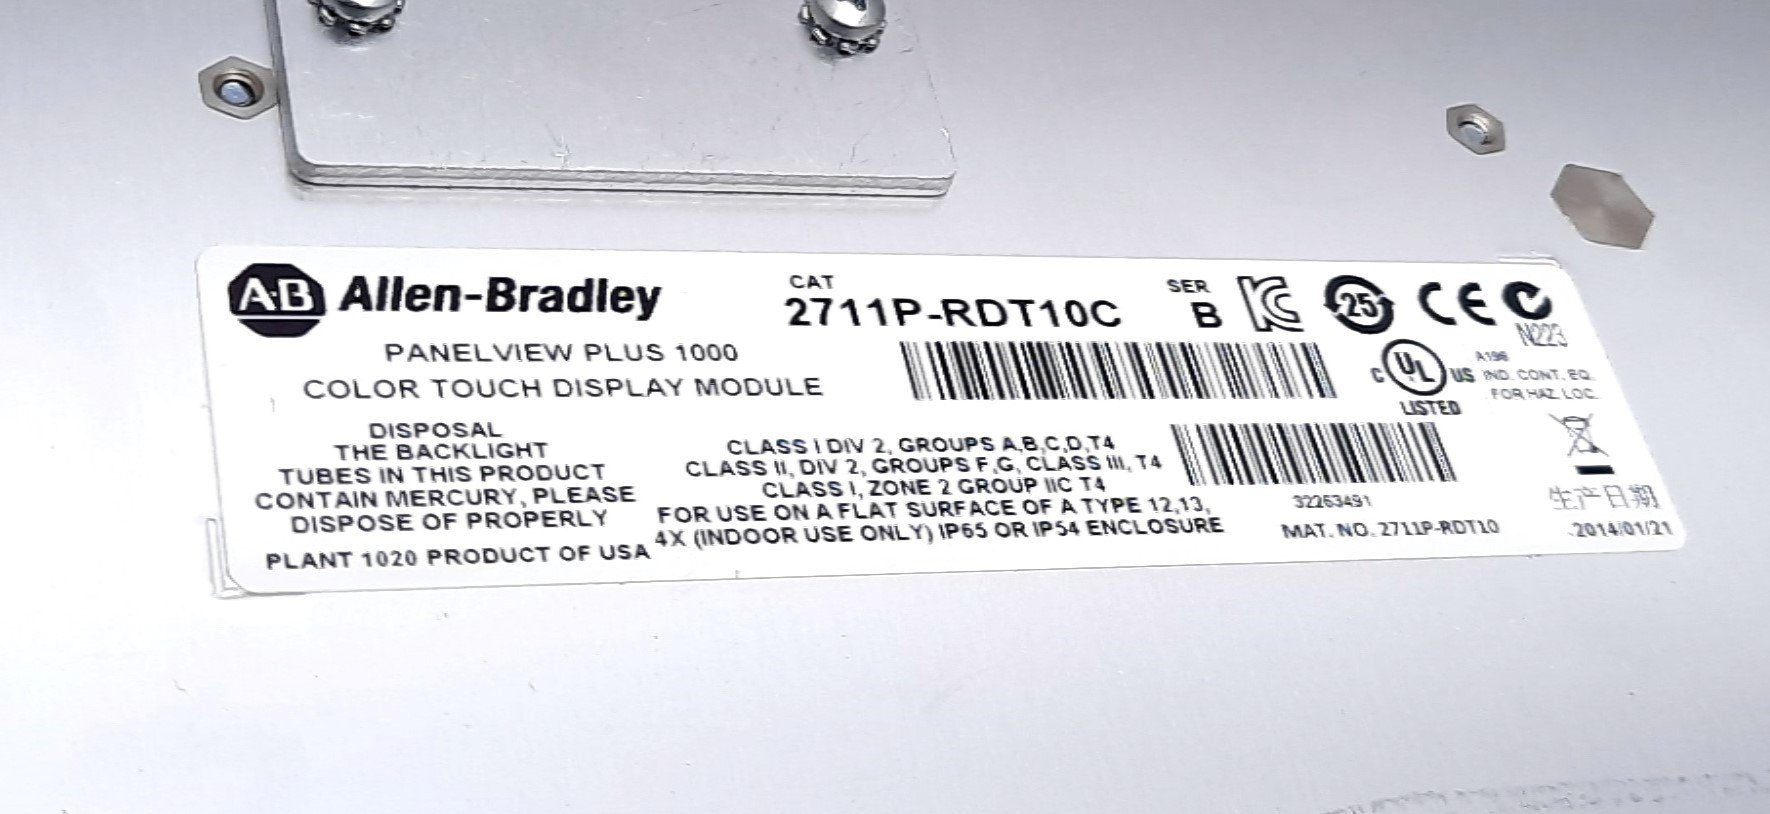 AB Allen-Bradley
PANELVIEW PLUS 1000
COLOR TOUCH DISPLAY MODULE
CAT
2711P-RDT10C
SER
B
25
CE
N223
C UL US
LISTED
A196
IND. CONT. EQ.
FOR HAZ. LOC.
DISPOSAL
THE BACKLIGHT
TUBES IN THIS PRODUCT
CONTAIN MERCURY, PLEASE
DISPOSE OF PROPERLY
PLANT 1020 PRODUCT OF USA
CLASS I DIV 2, GROUPS A,B,C,D,T4
CLASS II, DIV 2, GROUPS F,G, CLASS III, T4
CLASS I, ZONE 2 GROUP IIC T4
FOR USE ON A FLAT SURFACE OF A TYPE 12,13,
4X (INDOOR USE ONLY) IP65 OR IP54 ENCLOSURE
32263491
MAT. NO. 2711P-RDT10
生产日期
2014/01/21